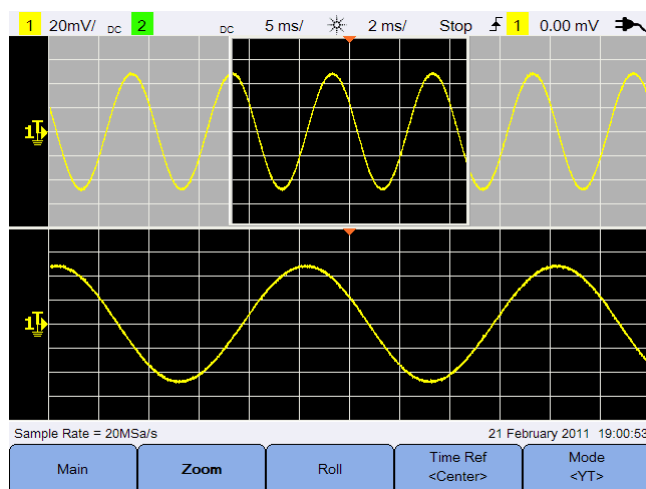 1 20mV/ DC 2 DC 5 ms/ 2 ms/ Stop 1 0.00 mV
1
1
Sample Rate = 20MSa/s 21 February 2011 19:00:53
Main Zoom Roll Time Ref <Center> Mode <YT>